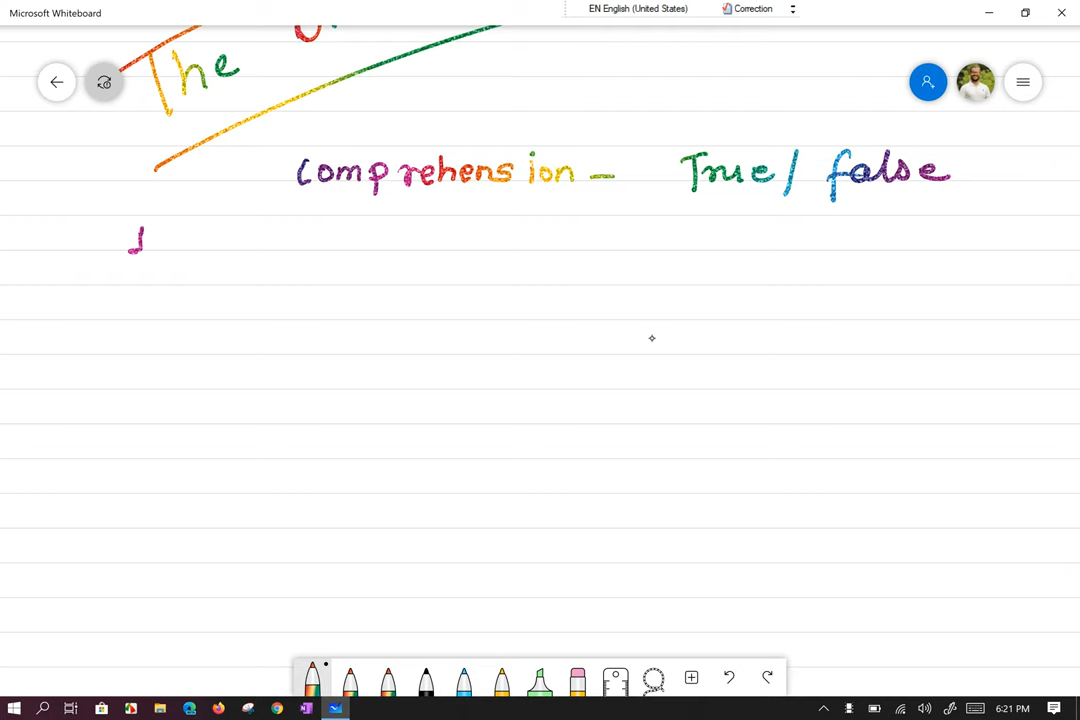 Microsoft Whiteboard
EN English (United States) Correction
The
Comprehension - True/false
6:21 PM